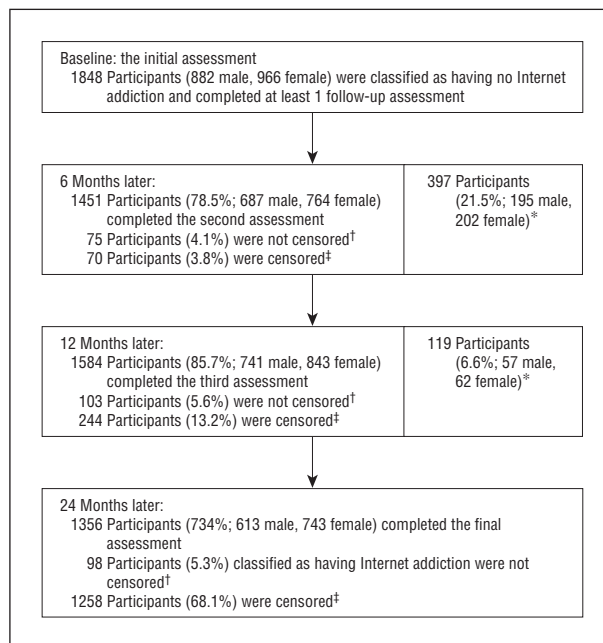 Baseline: the initial assessment
1848 Participants (882 male, 966 female) were classified as having no Internet
addiction and completed at least 1 follow-up assessment
6 Months later:
1451 Participants (78.5%; 687 male, 764 female)
completed the second assessment
75 Participants (4.1%) were not censored†
70 Participants (3.8%) were censored‡
397 Participants
(21.5%; 195 male,
202 female)*
12 Months later:
1584 Participants (85.7%; 741 male, 843 female)
completed the third assessment
103 Participants (5.6%) were not censored†
244 Participants (13.2%) were censored‡
119 Participants
(6.6%; 57 male,
62 female)*
24 Months later:
1356 Participants (734%; 613 male, 743 female) completed the final
assessment
98 Participants (5.3%) classified as having Internet addiction were not
censored†
1258 Participants (68.1%) were censored‡